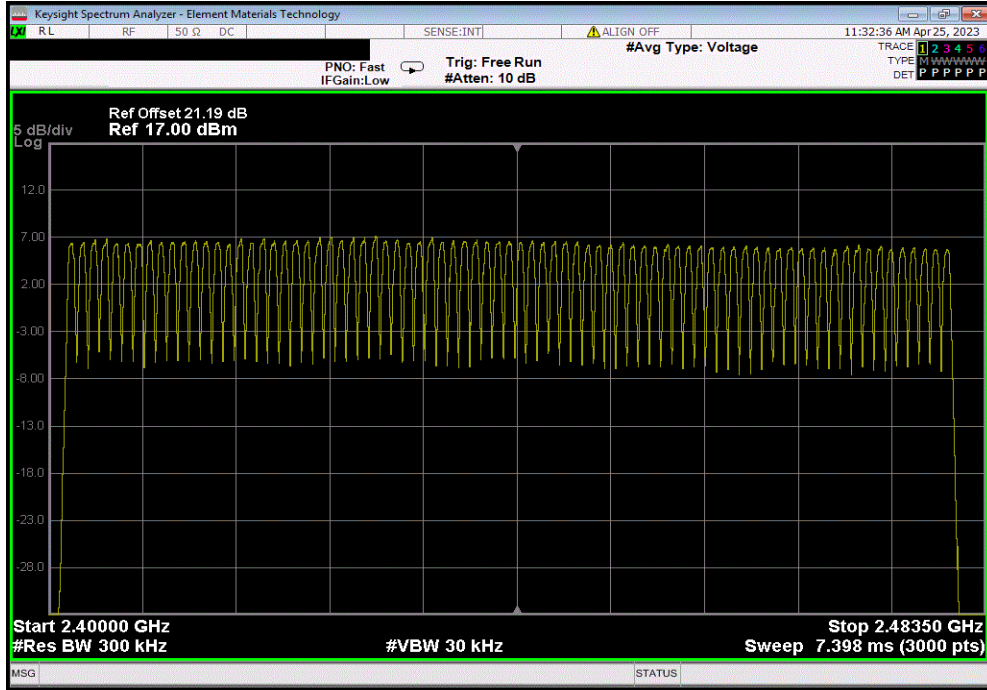 Keysight Spectrum Analyzer - Element Materials Technology
LXI RL RF 50 Ω DC SENSE:INT ALIGN OFF 11:32:36 AM Apr 25, 2023
#Avg Type: Voltage TRACE 1 2 3 4 5 6
PNO: Fast Trig: Free Run TYPE M WWWWW
IFGain:Low #Atten: 10 dB DET P P P P P P
Ref Offset 21.19 dB
5 dB/div Ref 17.00 dBm
Log
12.0
7.00
2.00
-3.00
-8.00
-13.0
-18.0
-23.0
-28.0
Start 2.40000 GHz Stop 2.48350 GHz
#Res BW 300 kHz #VBW 30 kHz Sweep 7.398 ms (3000 pts)
MSG STATUS